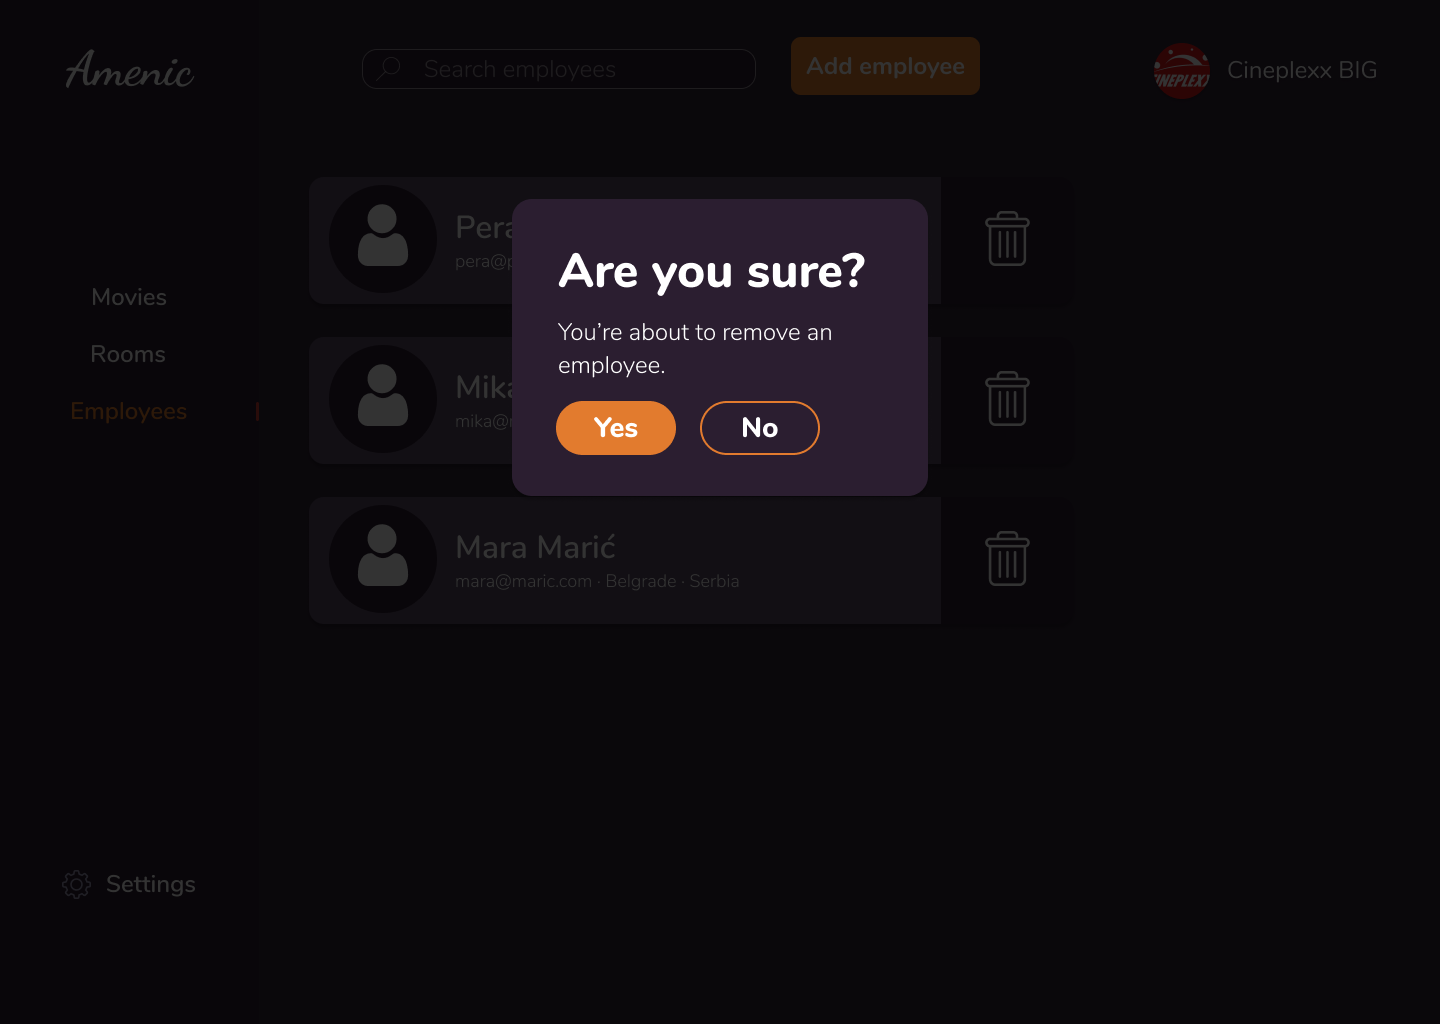 Amenic
Search employees
Add employee
CINEPLEXX
Cineplexx BIG
Movies
Rooms
Employees
Settings
Pera
pera@p
Mika
mika@
Mara Marić
mara@maric.com · Belgrade · Serbia
Are you sure?
You’re about to remove an
employee.
Yes
No